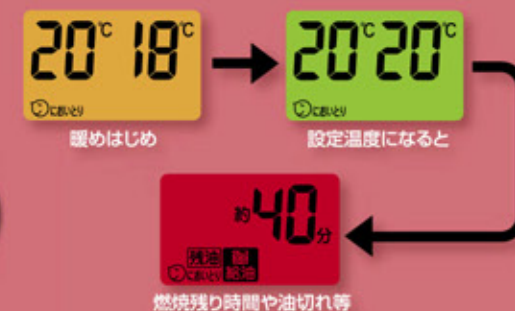 20℃ 18℃
においとり
暖めはじめ
20℃ 20℃
においとり
設定温度になると
約40分
残油
においとり 給油
燃焼残り時間や油切れ等